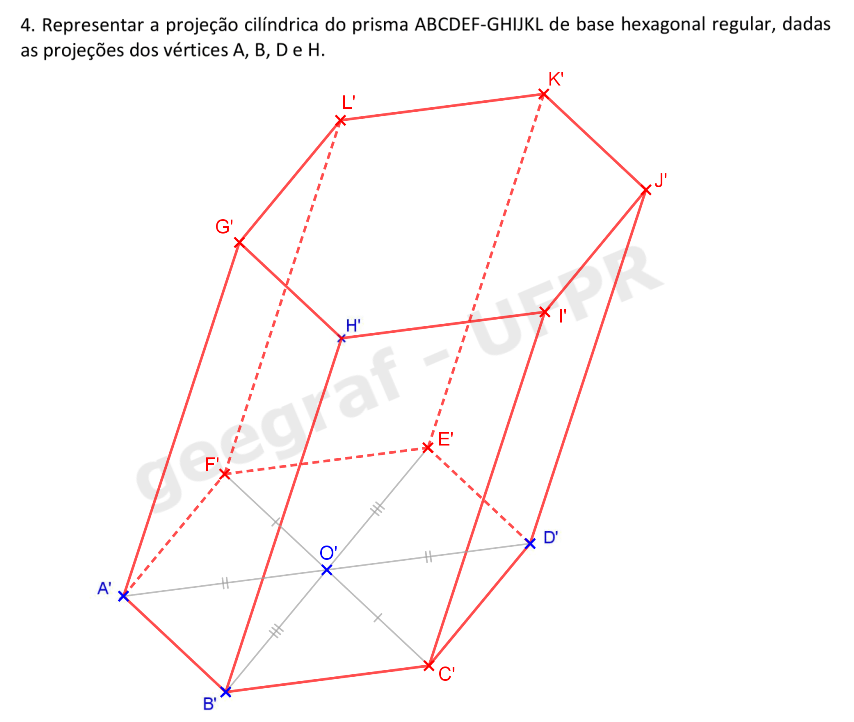 4. Representar a projeção cilíndrica do prisma ABCDEF-GHIJKL de base hexagonal regular, dadas
as projeções dos vértices A, B, D e H.
K'
L'
J'
G'
H'
I'
geegraf - UFPR
F'
E'
D'
O'
A'
C'
B'